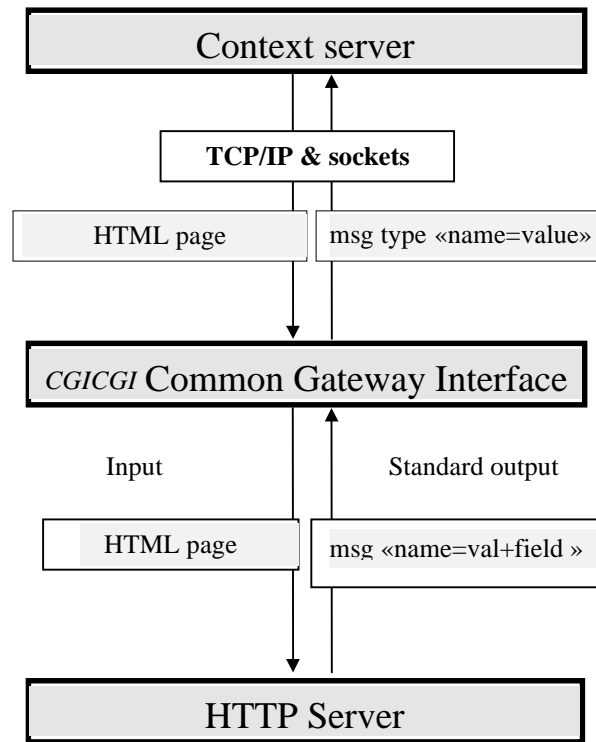 Context server
TCP/IP & sockets
HTML page
msg type «name=value»
CGICGI Common Gateway Interface
Input
Standard output
HTML page
msg «name=val+field »
HTTP Server